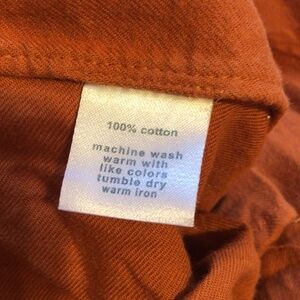 100% cotton
machine wash
warm with
like colors
tumble dry
warm iron